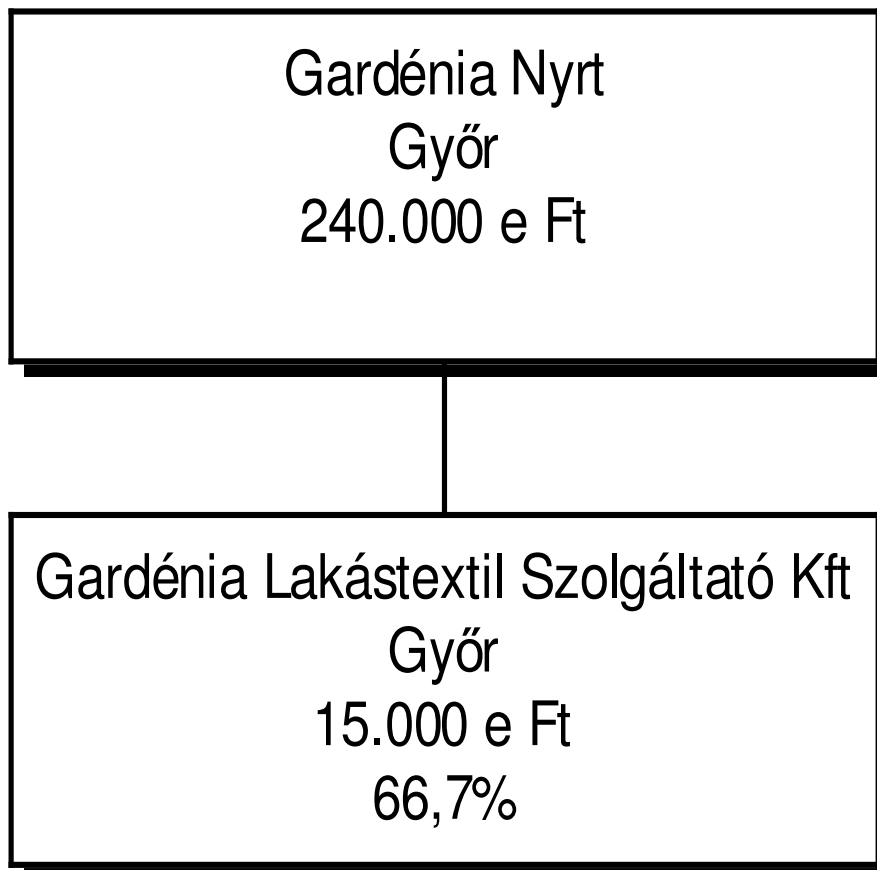 Gardénia Nyrt
Győr
240.000 e Ft
Gardénia Lakástextil Szolgáltató Kft
Győr
15.000 e Ft
66,7%